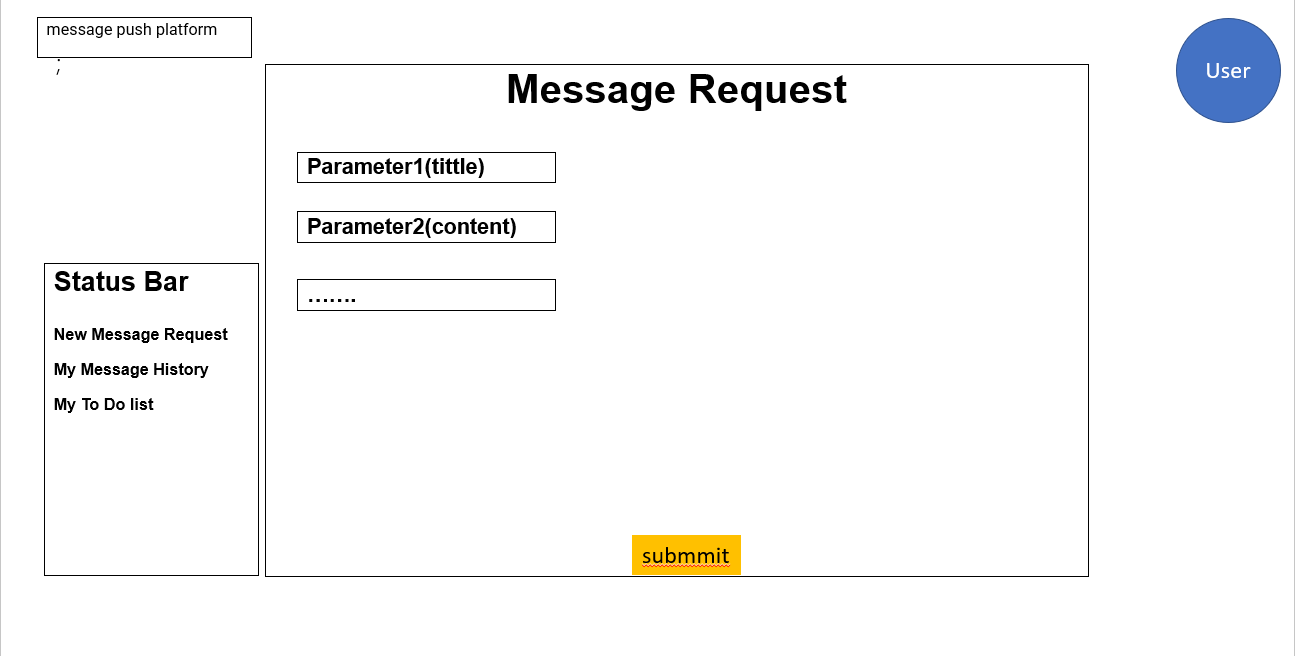 message push platform
;
User
Message Request
Parameter1(tittle)
Parameter2(content)
…….
Status Bar
New Message Request
My Message History
My To Do list
submmit